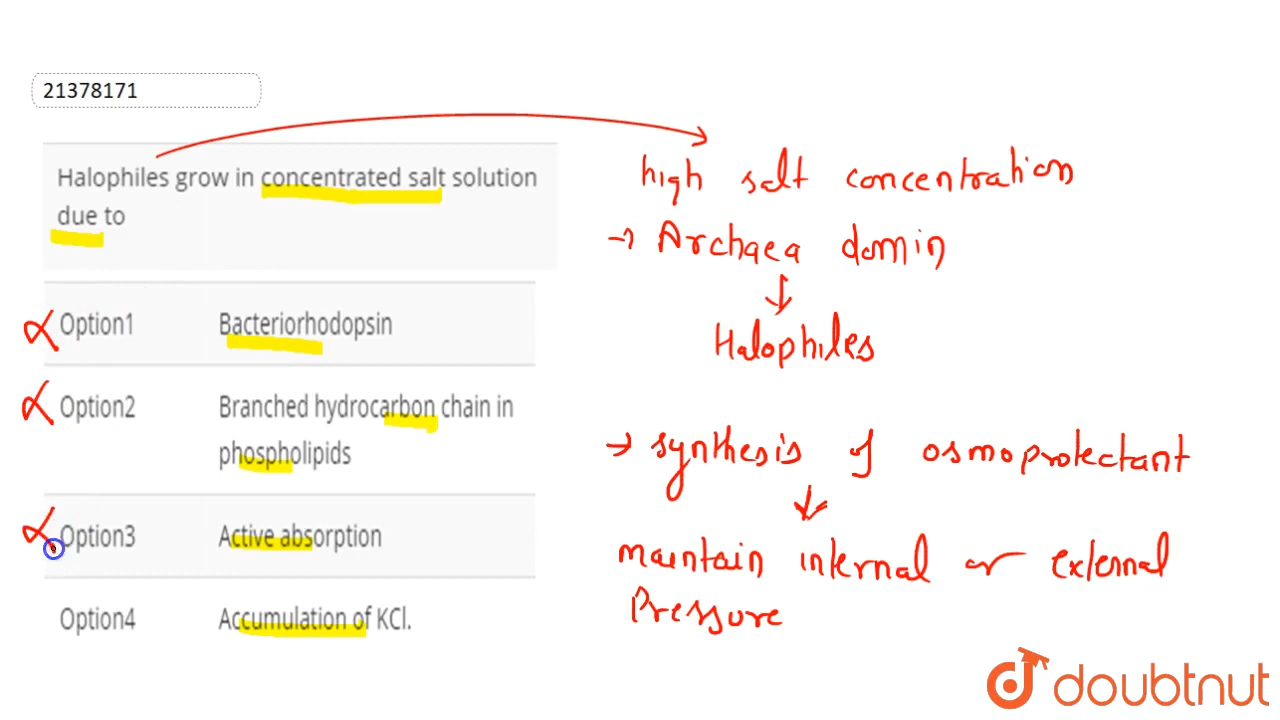 21378171
Halophiles grow in concentrated salt solution
due to
Option1 Bacteriorhodopsin
Option2 Branched hydrocarbon chain in
phospholipids
Option3 Active absorption
Option4 Accumulation of KCl.
high salt concentration
→ Archaea domin
↓
Halophiles
→ synthesis of osmoprotectant
↓
maintain internal or external
Pressure
doubtnut